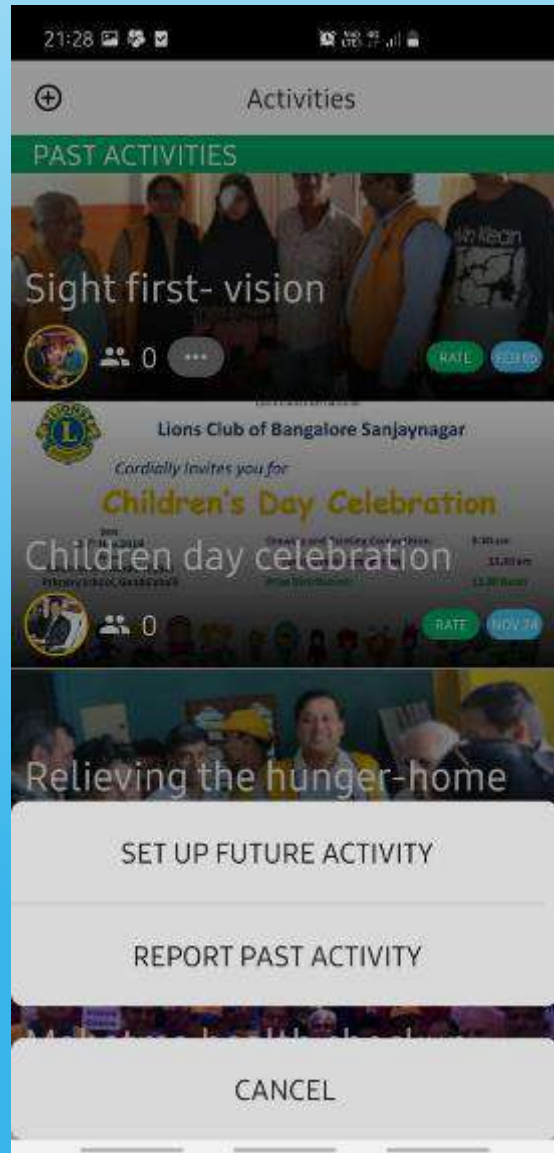 21:28
Activities
PAST ACTIVITIES
Sight first- vision
0
RATE
FEB 05
Lions Club of Bangalore Sanjaynagar
Cordially invites you for
Children's Day Celebration
Children day celebration
0
RATE
NOV 24
Relieving the hunger-home
SET UP FUTURE ACTIVITY
REPORT PAST ACTIVITY
CANCEL